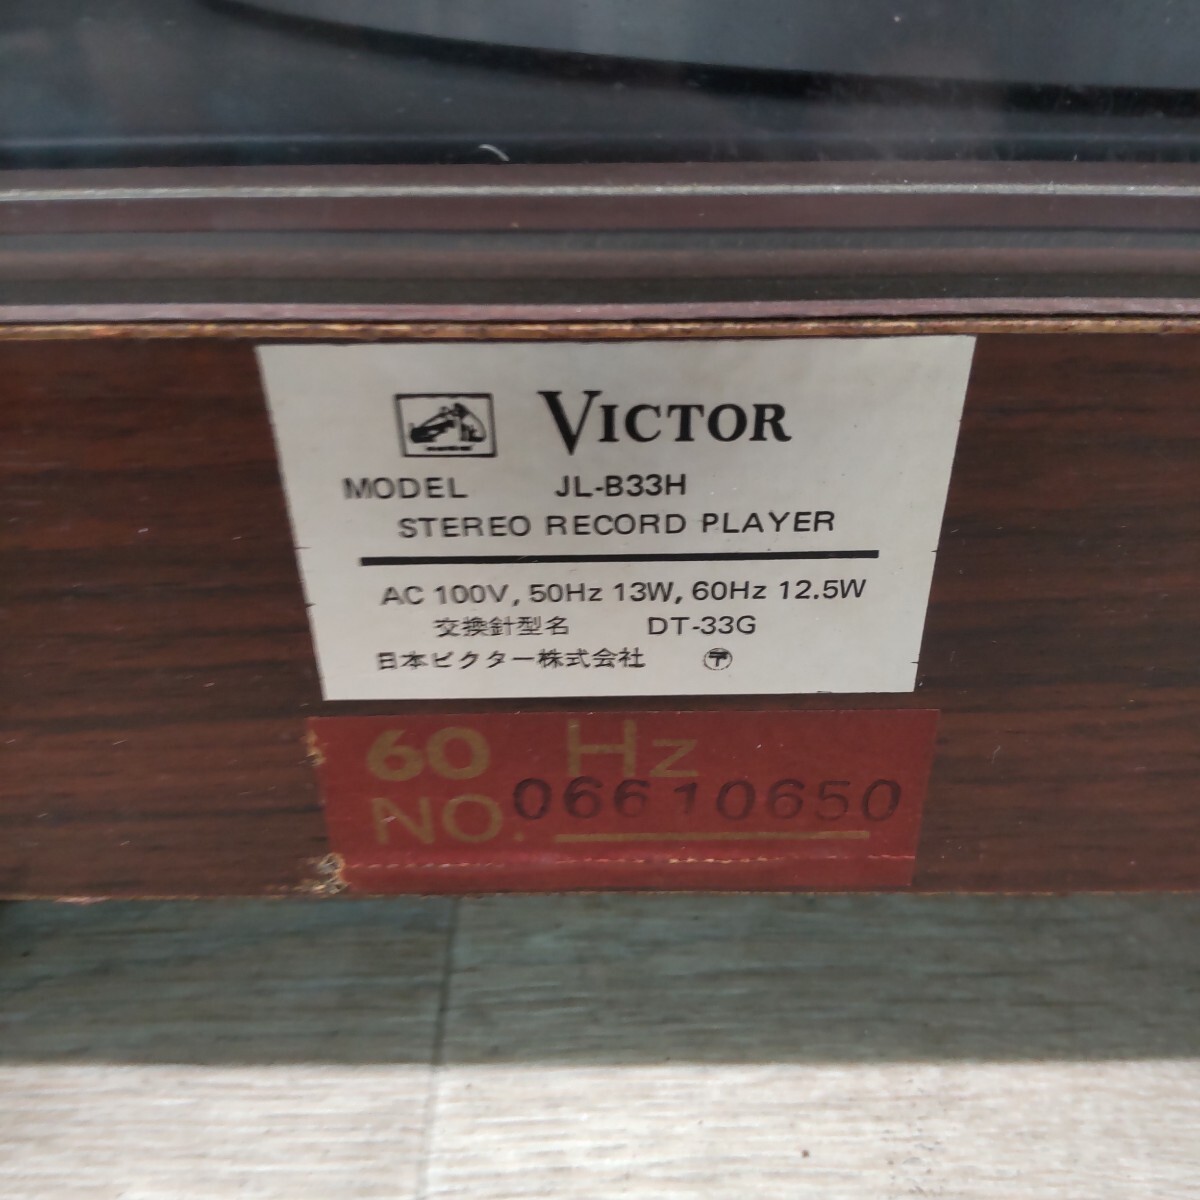 VICTOR
MODEL JL-B33H
STEREO RECORD PLAYER
AC 100V, 50Hz 13W, 60Hz 12.5W
交換針型名 DT-33G
日本ビクター株式会社 〒
60 Hz
NO. 06610650